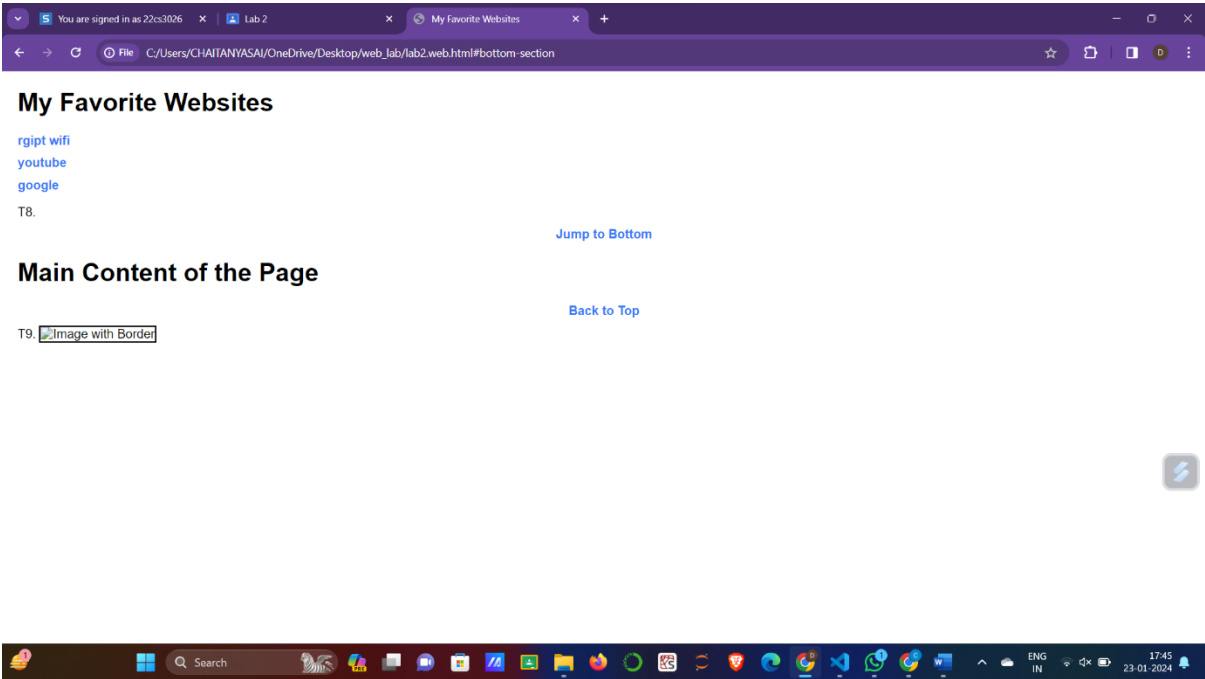 You are signed in as 22cs3026
Lab 2
My Favorite Websites
File C:/Users/CHAITANYASAI/OneDrive/Desktop/web_lab/lab2.web.html#bottom-section
D
My Favorite Websites
rgipt wifi
youtube
google
T8.
Jump to Bottom
Main Content of the Page
Back to Top
T9. Image with Border
1
Search
PRE
ENG
IN
17:45
23-01-2024